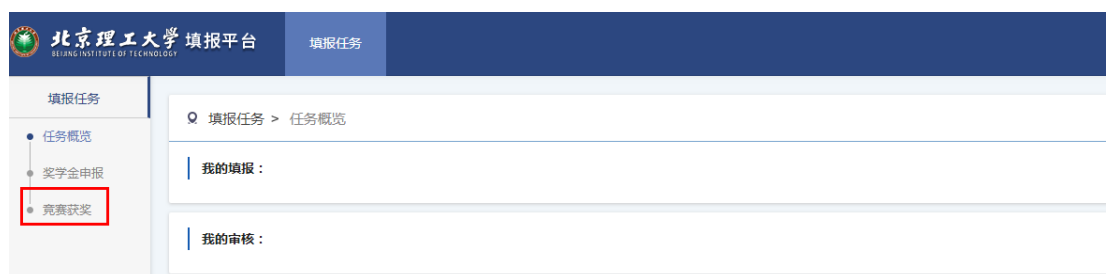 北京理工大学 填报平台 填报任务
BEIJING INSTITUTE OF TECHNOLOGY
填报任务
填报任务 > 任务概览
任务概览
我的填报：
奖学金申报
竞赛获奖
我的审核：